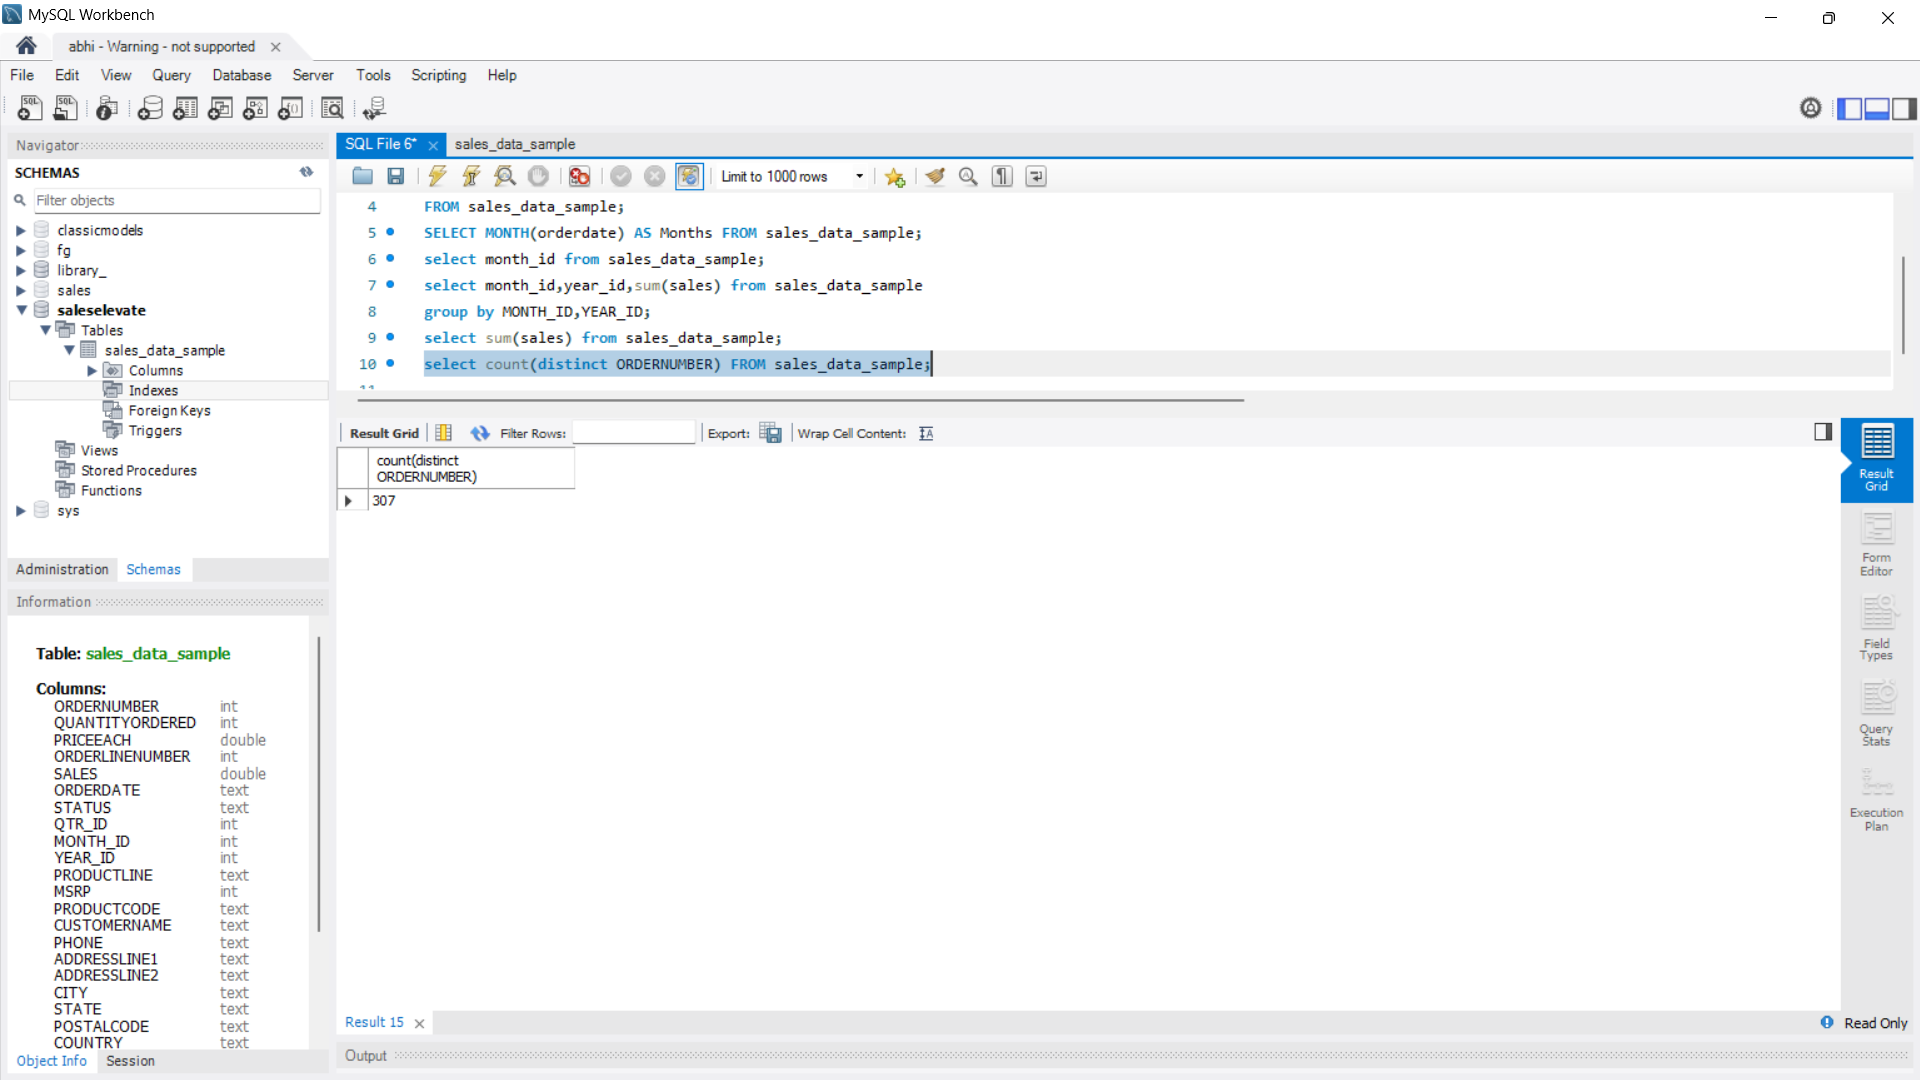 MySQL Workbench
abhi - Warning - not supported
File Edit View Query Database Server Tools Scripting Help
Navigator
SCHEMAS
Filter objects
classicmodels
fg
library_
sales
saleselevate
Tables
sales_data_sample
Columns
Indexes
Foreign Keys
Triggers
Views
Stored Procedures
Functions
sys
Administration Schemas
Information
Table: sales_data_sample
Columns:
ORDERNUMBER int
QUANTITYORDERED int
PRICEEACH double
ORDERLINENUMBER int
SALES double
ORDERDATE text
STATUS text
QTR_ID int
MONTH_ID int
YEAR_ID int
PRODUCTLINE text
MSRP int
PRODUCTCODE text
CUSTOMERNAME text
PHONE text
ADDRESSLINE1 text
ADDRESSLINE2 text
CITY text
STATE text
POSTALCODE text
COUNTRY text
Object Info Session
SQL File 6* sales_data_sample
Limit to 1000 rows
4 FROM sales_data_sample;
5 SELECT MONTH(orderdate) AS Months FROM sales_data_sample;
6 select month_id from sales_data_sample;
7 select month_id,year_id,sum(sales) from sales_data_sample
8 group by MONTH_ID,YEAR_ID;
9 select sum(sales) from sales_data_sample;
10 select count(distinct ORDERNUMBER) FROM sales_data_sample;
11
Result Grid Filter Rows: Export: Wrap Cell Content:
count(distinct
ORDERNUMBER)
307
Result
Grid
Form
Editor
Field
Types
Query
Stats
Execution
Plan
Result 15
Read Only
Output